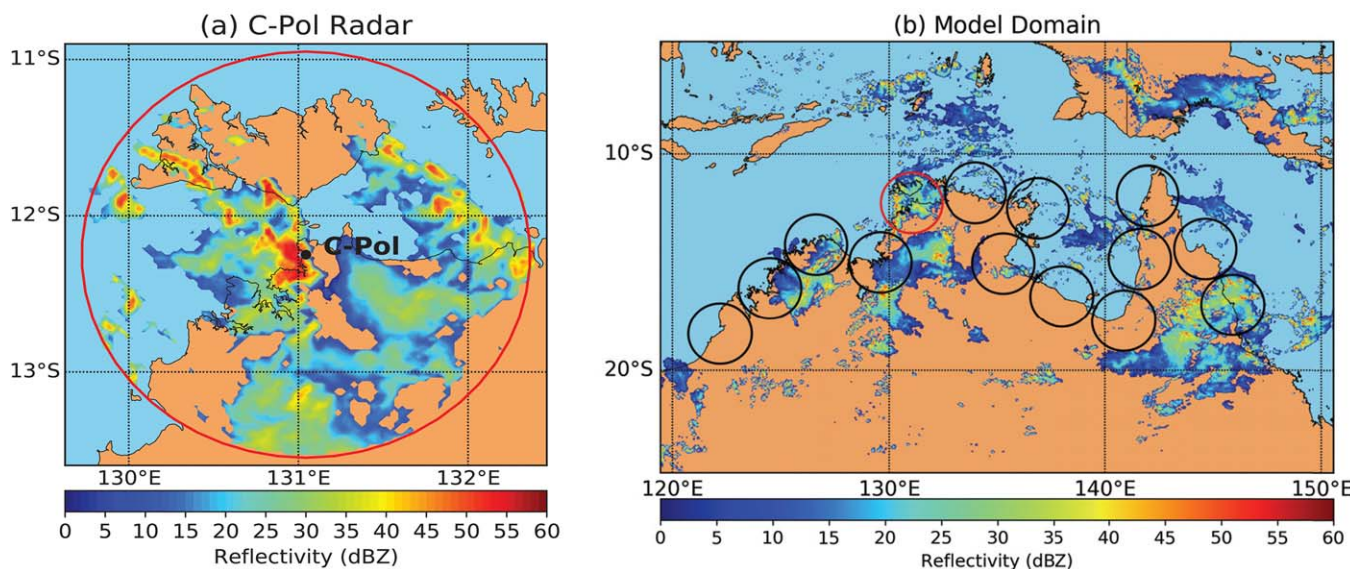 (a) C-Pol Radar
11°S
12°S
13°S
C-Pol
130°E 131°E 132°E
0 5 10 15 20 25 30 35 40 45 50 55 60
Reflectivity (dBZ)
(b) Model Domain
10°S
20°S
120°E 130°E 140°E 150°E
0 5 10 15 20 25 30 35 40 45 50 55 60
Reflectivity (dBZ)